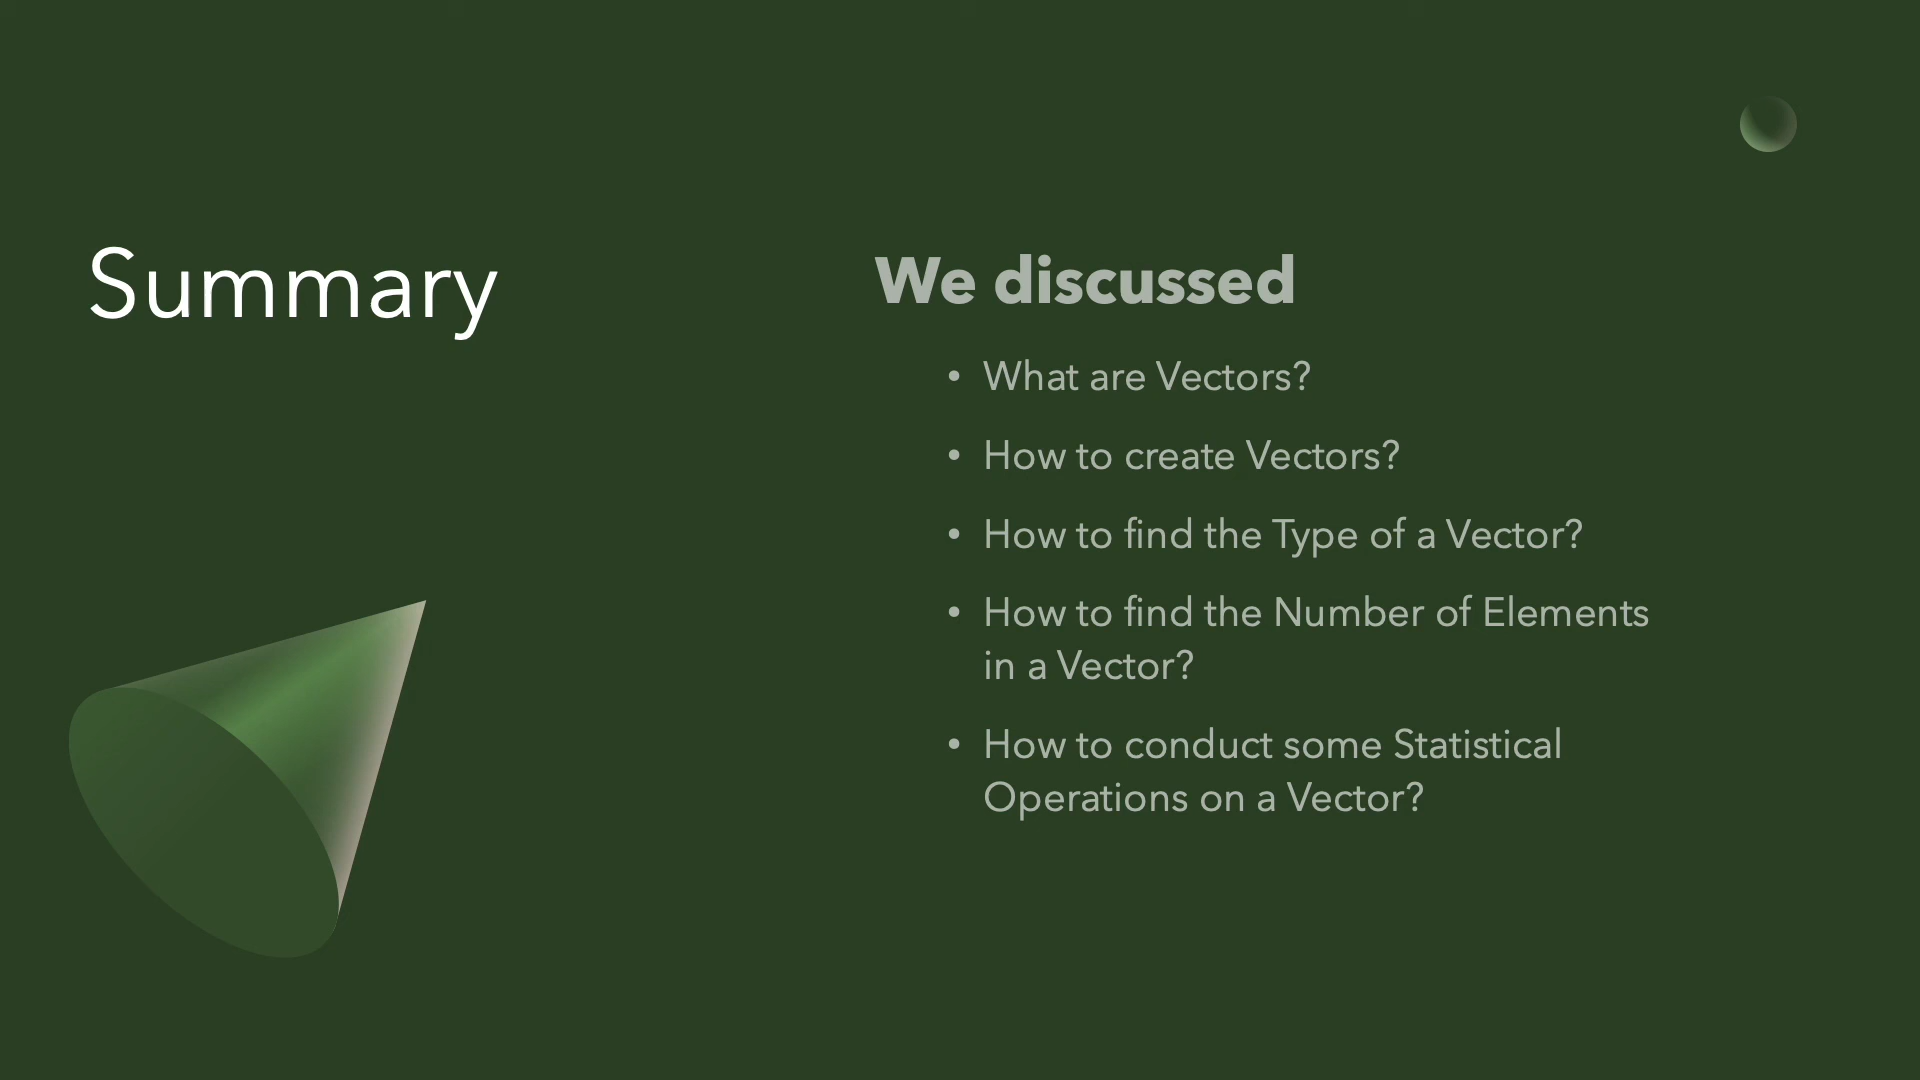 Summary
We discussed
• What are Vectors?
• How to create Vectors?
• How to find the Type of a Vector?
• How to find the Number of Elements
in a Vector?
• How to conduct some Statistical
Operations on a Vector?